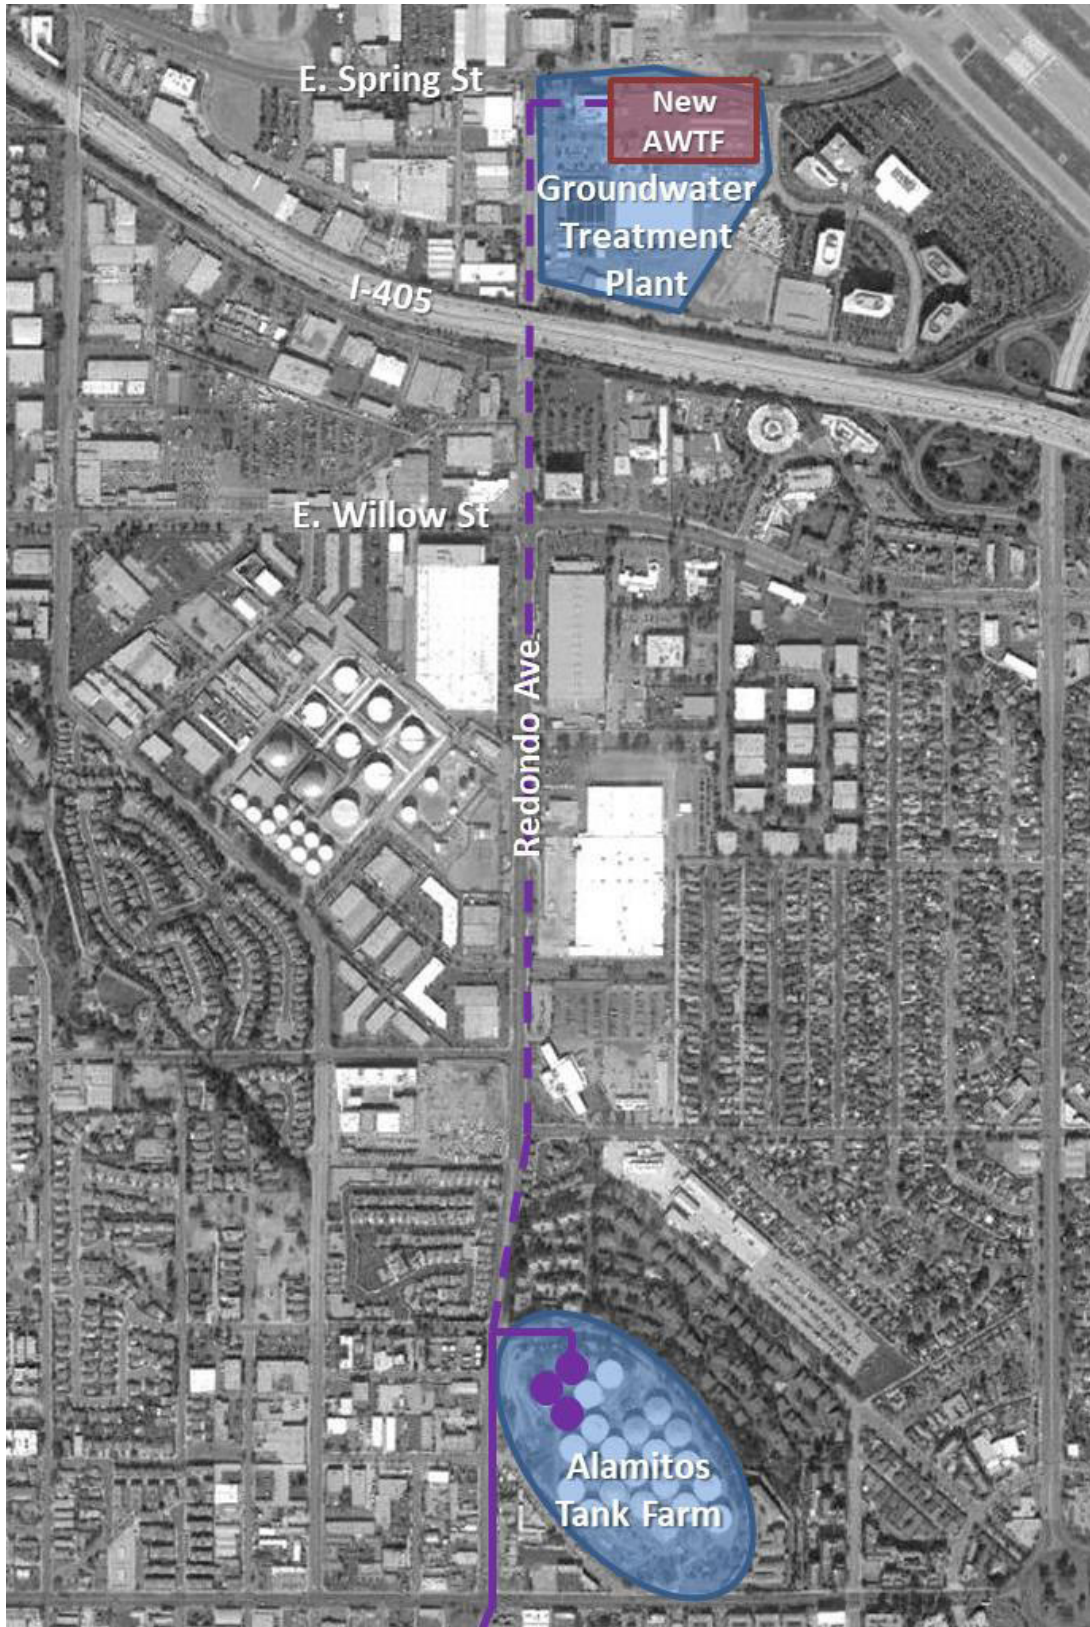 E. Spring St
New
AWTF
Groundwater
Treatment
Plant
I-405
E. Willow St
Redondo Ave.
Alamitos
Tank Farm